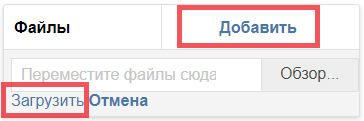 Файлы Добавить
Переместите файлы сюда Обзор...
Загрузить Отмена